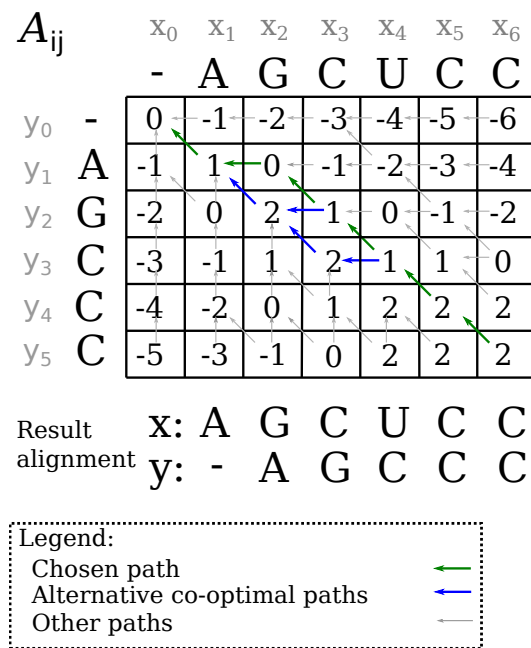 Aij x0 x1 x2 x3 x4 x5 x6
- A G C U C C
y0 - 0 -1 -2 -3 -4 -5 -6
y1 A -1 1 0 -1 -2 -3 -4
y2 G -2 0 2 1 0 -1 -2
y3 C -3 -1 1 2 1 1 0
y4 C -4 -2 0 1 2 2 2
y5 C -5 -3 -1 0 2 2 2
Result alignment
x: A G C U C C
y: - A G C C C
Legend:
Chosen path
Alternative co-optimal paths
Other paths